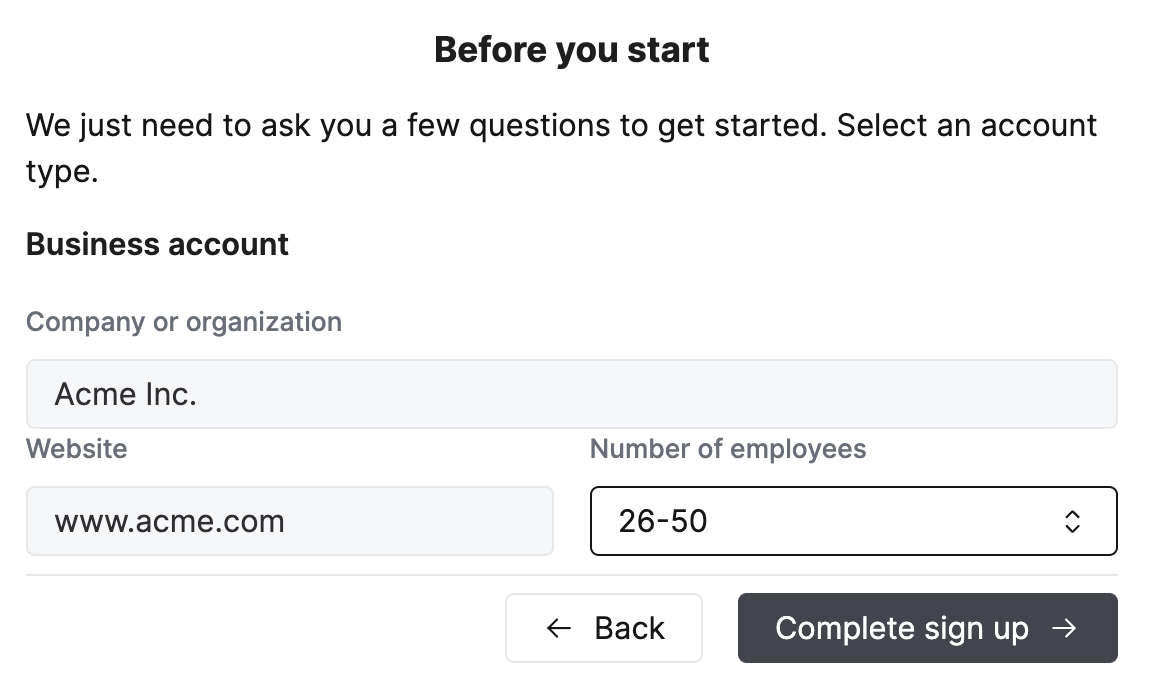 Before you start
We just need to ask you a few questions to get started. Select an account
type.
Business account
Company or organization
Acme Inc.
Website
Number of employees
www.acme.com
26-50
← Back
Complete sign up →